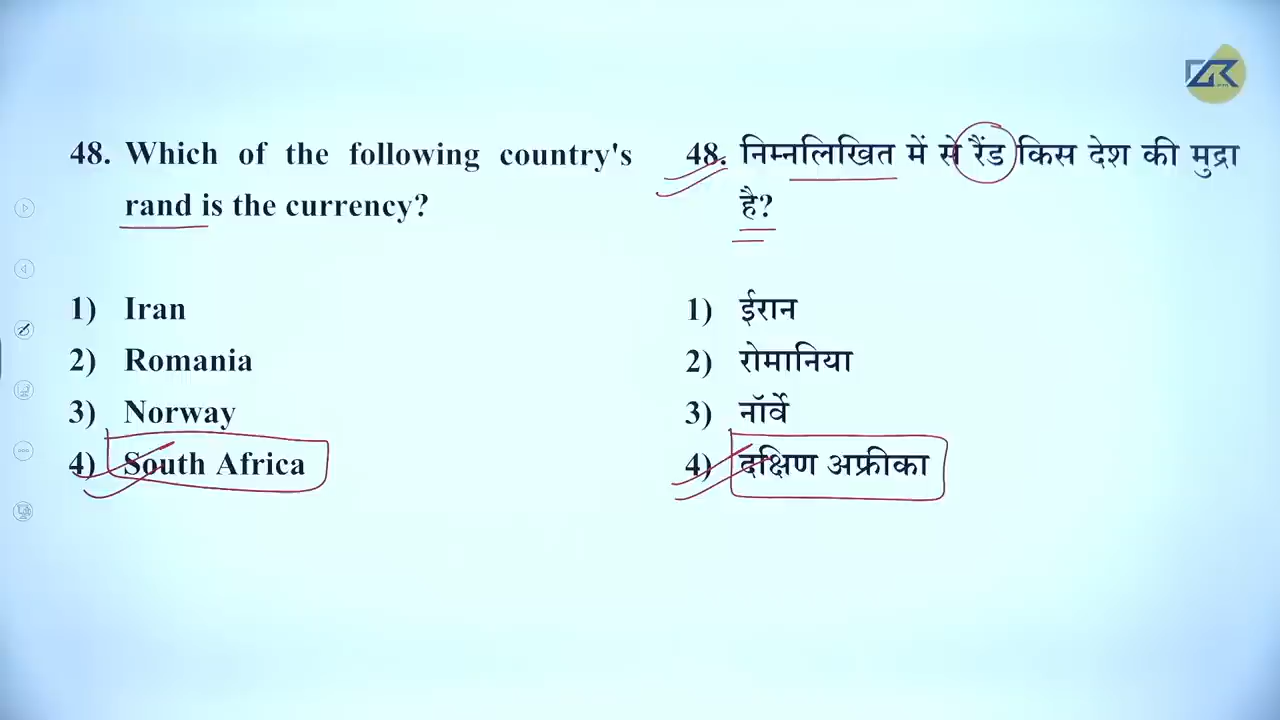 48. Which of the following country's
rand is the currency?
1) Iran
2) Romania
3) Norway
4) South Africa
48. निम्नलिखित में से रैंड किस देश की मुद्रा
है?
1) ईरान
2) रोमानिया
3) नॉर्वे
4) दक्षिण अफ्रीका